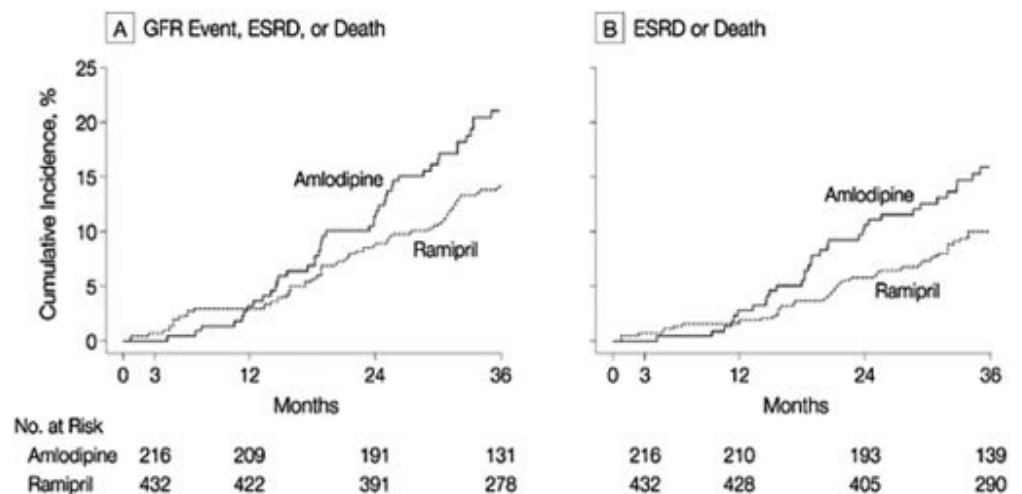 A GFR Event, ESRD, or Death
B ESRD or Death
Cumulative Incidence, %
25
20
15
10
5
0
Amlodipine
Ramipril
Amlodipine
Ramipril
0 3 12 24 36
0 3 12 24 36
Months
Months
No. at Risk
Amlodipine 216 209 191 131 216 210 193 139
Ramipril 432 422 391 278 432 428 405 290